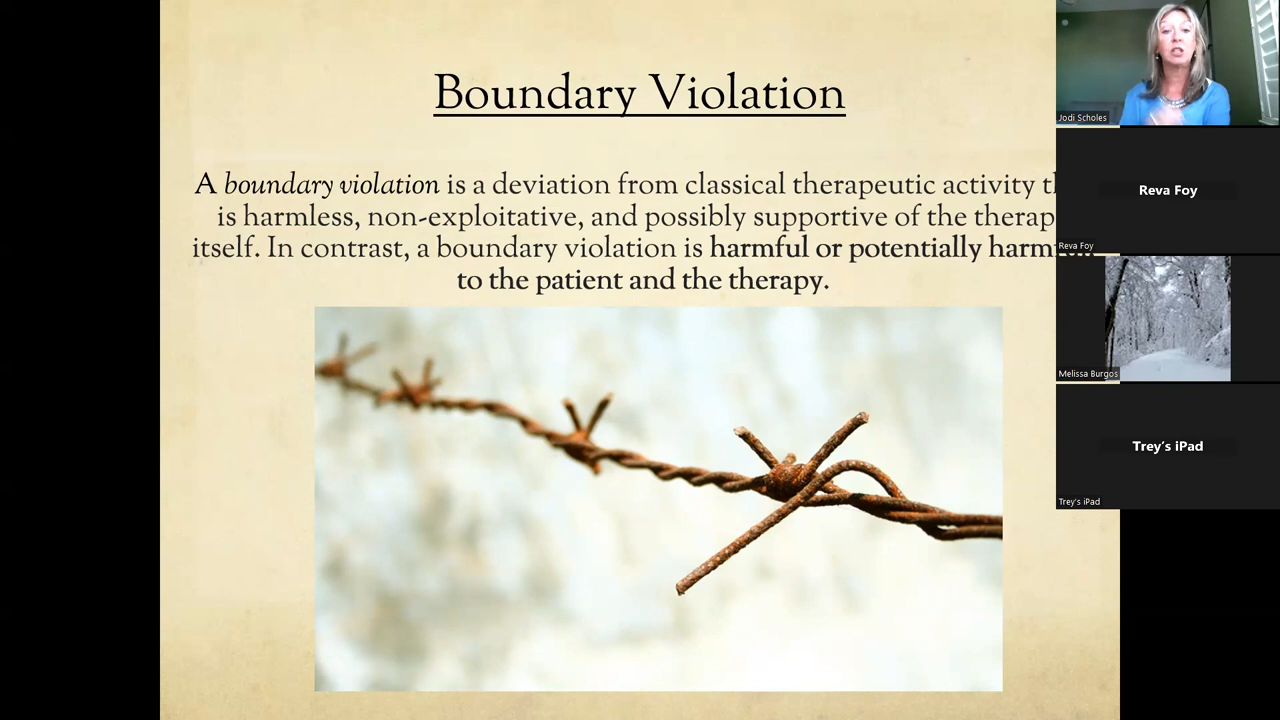 Boundary Violation
A boundary violation is a deviation from classical therapeutic activity
is harmless, non-exploitative, and possibly supportive of the
itself. In contrast, a boundary violation is harmful or potentially
to the patient and the therapy.
Jodi Scholes
Reva Foy
Reva Foy
Melissa Burgos
Trey's iPad
Trey's iPad